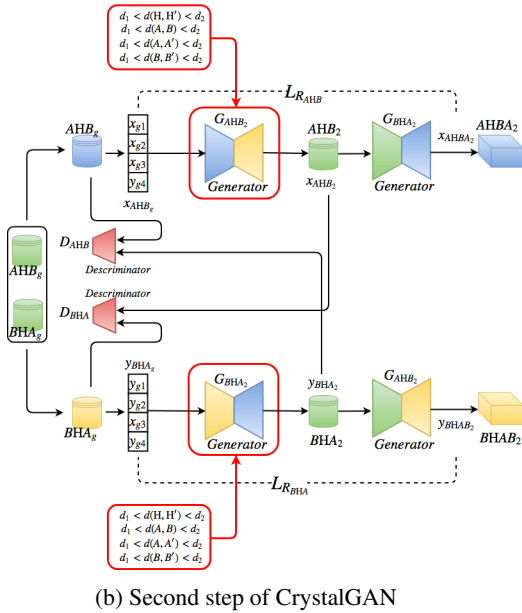 d₁ < d(H, H′) < d₂
d₁ < d(A, B) < d₂
d₁ < d(A, A′) < d₂
d₁ < d(B, B′) < d₂
L_{R_{AHB}}
AHB_g
x_{g1}
x_{g2}
x_{g3}
y_{g4}
x_{AHB_g}
G_{AHB_2}
Generator
AHB₂
x_{AHB_2}
G_{BHA_2}
Generator
x_{AHBA_2}
AHBA₂
D_{AHB}
Descriminator
AHB_g
BHA_g
Descriminator
D_{BHA}
BHA_g
y_{BHA_g}
y_{g1}
y_{g2}
x_{g3}
y_{g4}
G_{BHA_2}
Generator
y_{BHA_2}
BHA₂
G_{AHB_2}
Generator
y_{BHAB_2}
BHAB₂
L_{R_{BHA}}
d₁ < d(H, H′) < d₂
d₁ < d(A, B) < d₂
d₁ < d(A, A′) < d₂
d₁ < d(B, B′) < d₂
(b) Second step of CrystalGAN